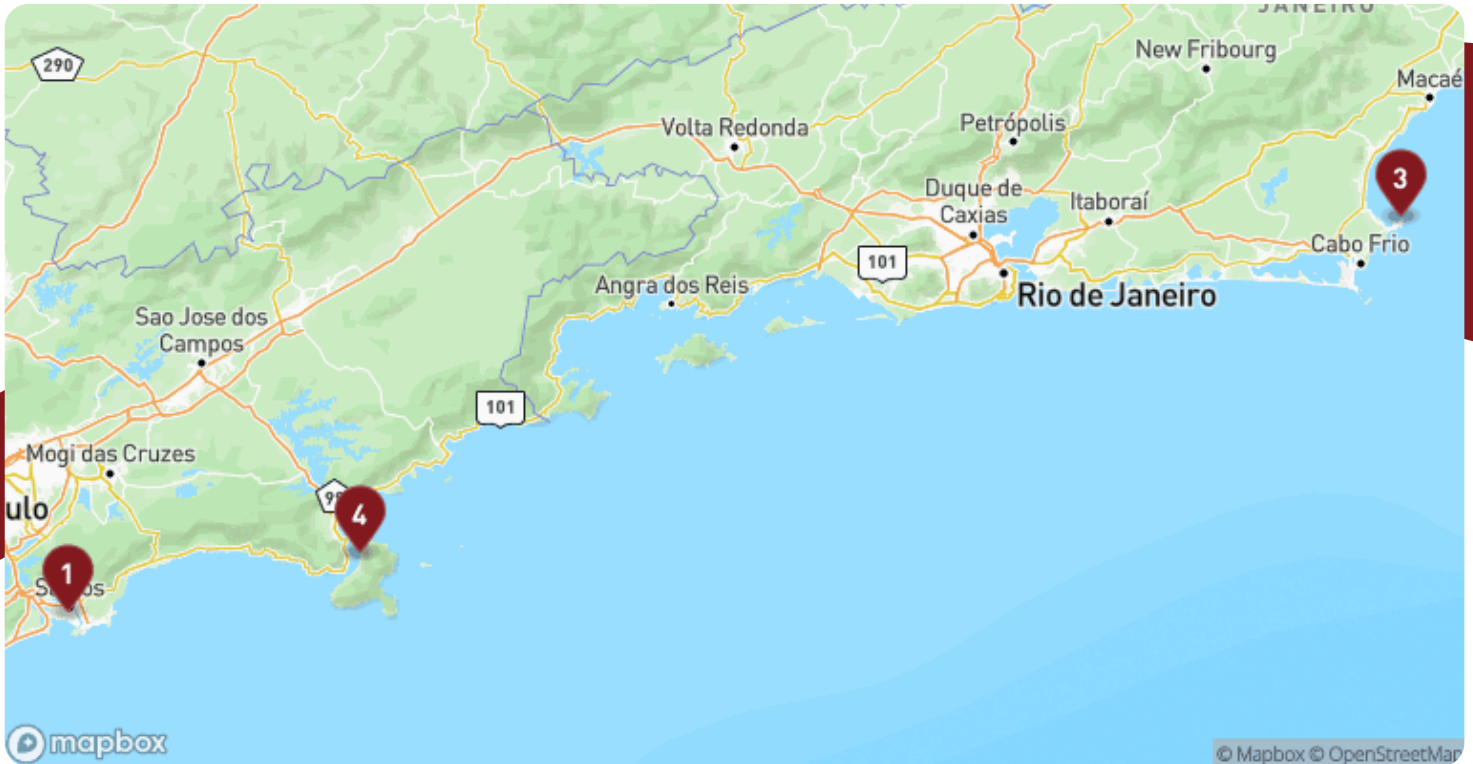 JANEIRO
New Fribourg
290
Macaé
Volta Redonda
Petrópolis
3
Duque de
Caxias
Itaboraí
Cabo Frio
101
Angra dos Reis
Rio de Janeiro
Sao Jose dos
Campos
101
Mogi das Cruzes
4
ulo
1
mapbox
© Mapbox © OpenStreetMap